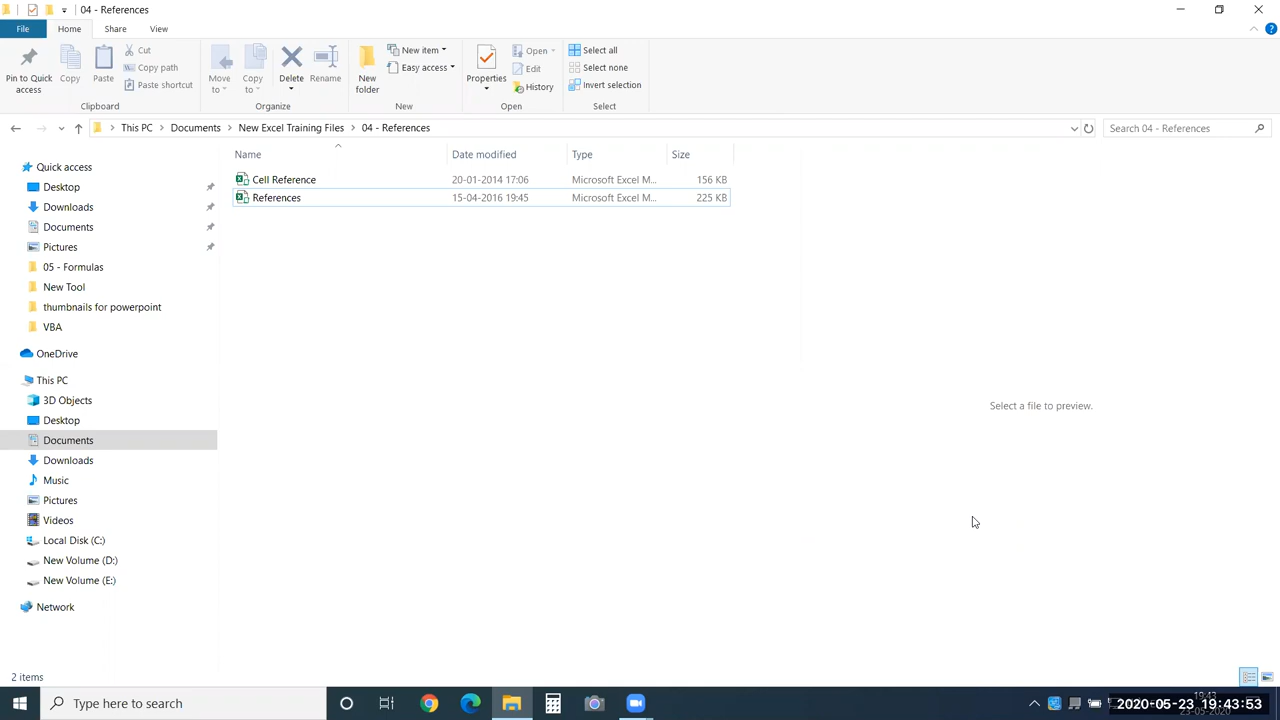 04 - References
File Home Share View
Pin to Quick access
Copy
Paste
Cut
Copy path
Paste shortcut
Clipboard
Move to
Copy to
Delete
Rename
Organize
New folder
New item
Easy access
New
Properties
Open
Edit
History
Open
Select all
Select none
Invert selection
Select
This PC > Documents > New Excel Training Files > 04 - References
Search 04 - References
Name Date modified Type Size
Cell Reference 20-01-2014 17:06 Microsoft Excel M... 156 KB
References 15-04-2016 19:45 Microsoft Excel M... 225 KB
Quick access
Desktop
Downloads
Documents
Pictures
05 - Formulas
New Tool
thumbnails for powerpoint
VBA
OneDrive
This PC
3D Objects
Desktop
Documents
Downloads
Music
Pictures
Videos
Local Disk (C:)
New Volume (D:)
New Volume (E:)
Network
Select a file to preview.
2 items
Type here to search
19:43
2020-05-23 19:43:53
23-05-2020